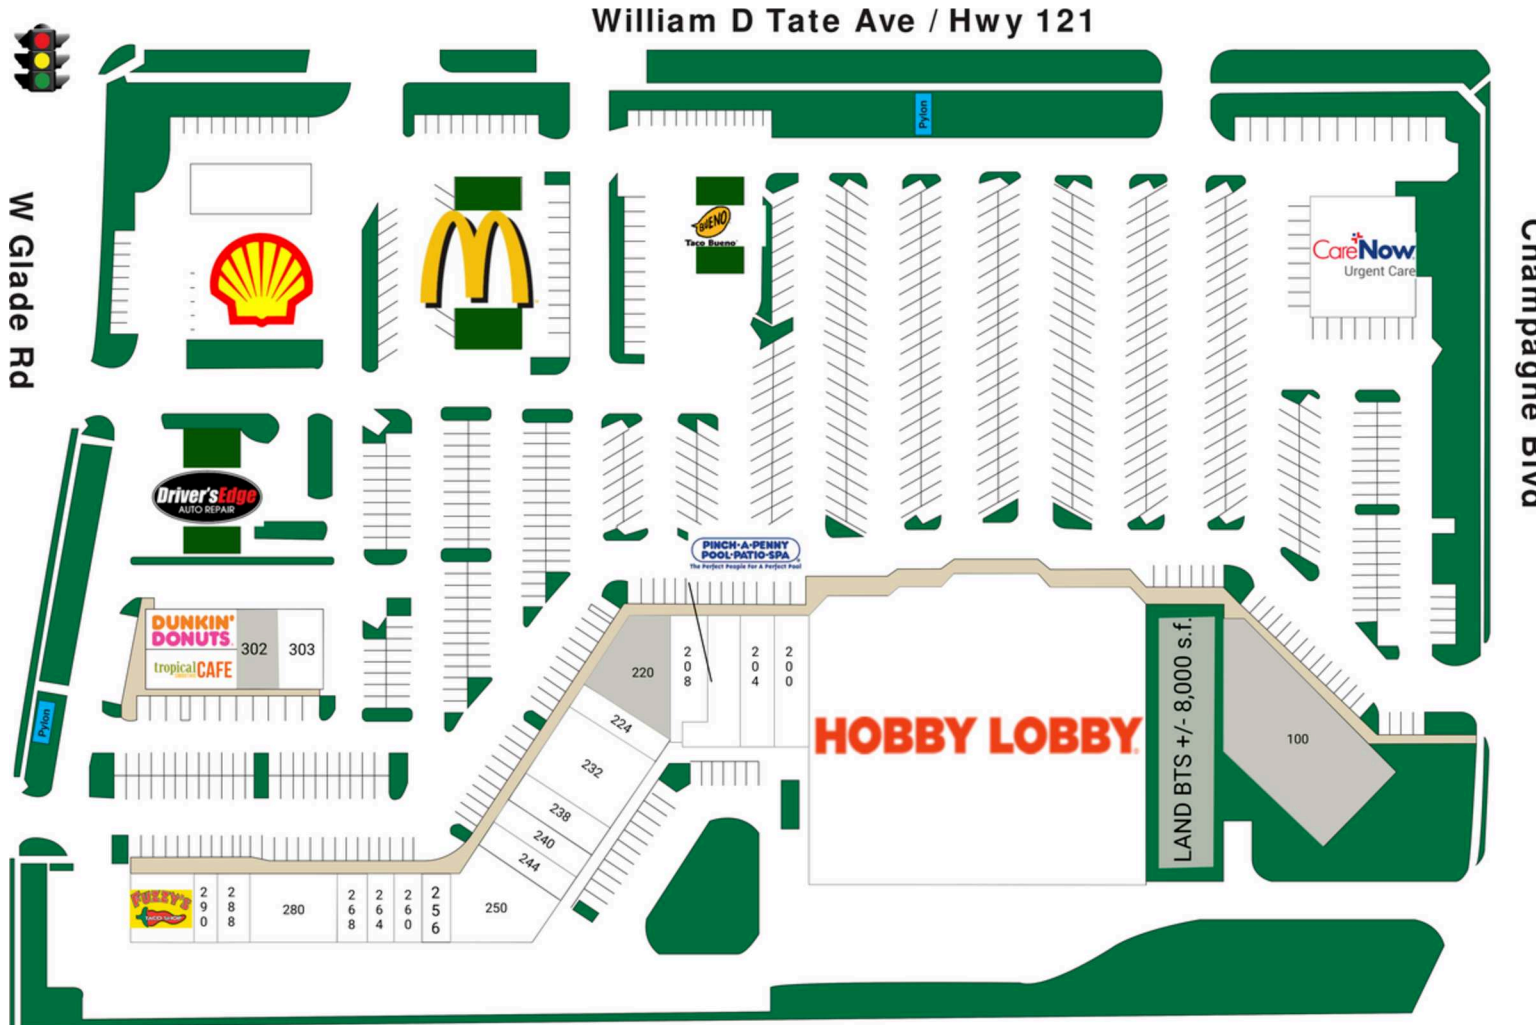 William D Tate Ave / Hwy 121
W Glade Rd
Champagne Blvd
Pylon
BUENO
Taco Bueno
CareNow
Urgent Care
Driver'sEdge
AUTO REPAIR
PINCH•A•PENNY
POOL•PATIO•SPA
The Perfect People For A Perfect Pool
DUNKIN'
DONUTS
tropical CAFE
302
303
Pylon
220
208
204
200
224
232
238
240
244
250
HOBBY LOBBY
LAND BTS +/- 8,000 s.f.
100
FUZZY'S
TACO SHOP
290
288
280
268
264
260
256